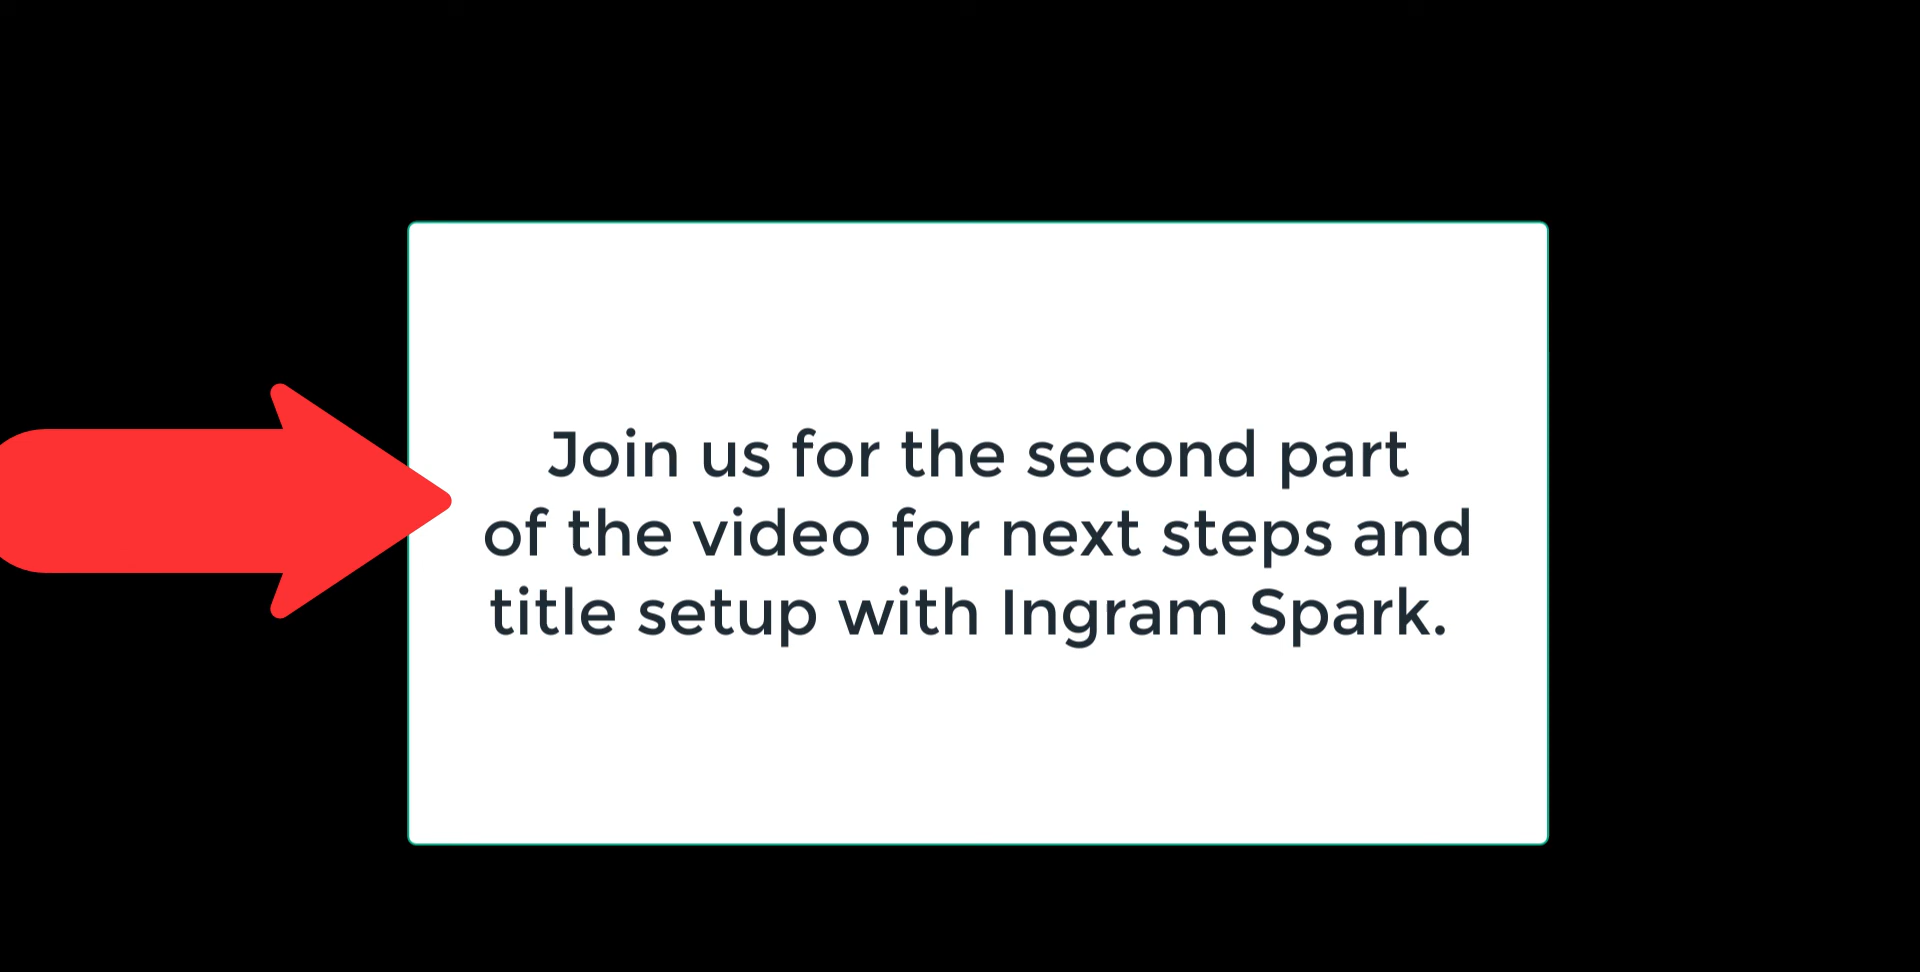 Join us for the second part
of the video for next steps and
title setup with Ingram Spark.